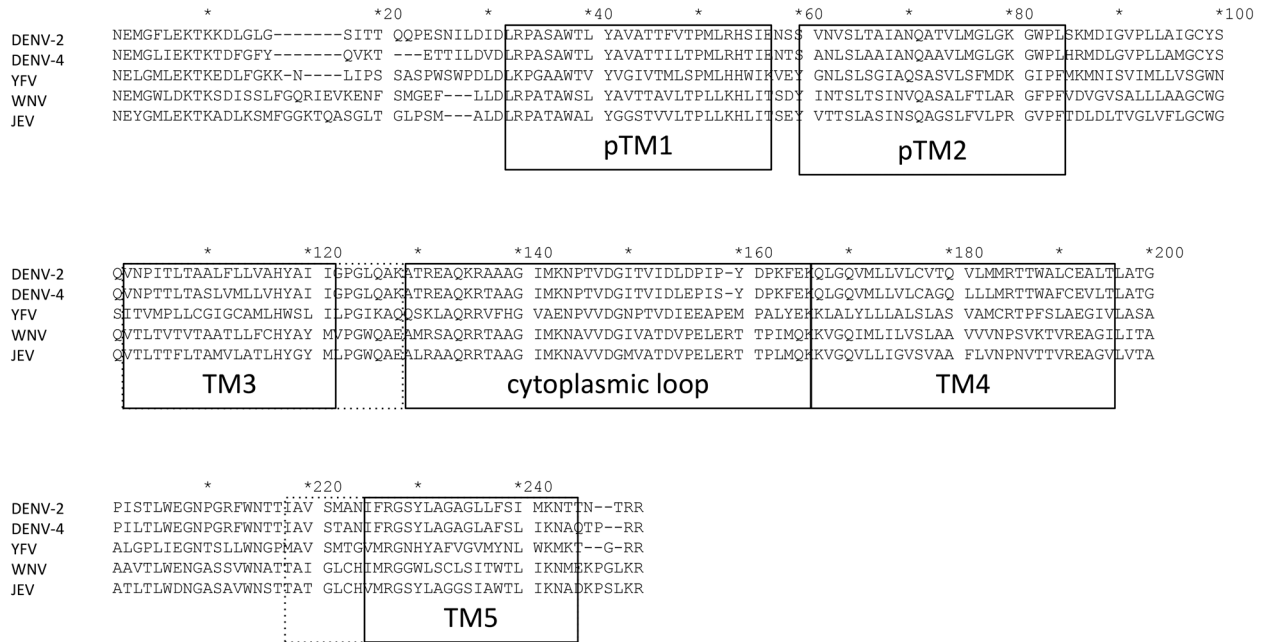 * *20 * *40 * *60 * *80 * *100
DENV-2 NEMGFLEKTKKDLGLG-------SITT QQPESNILDIDLRPASAWTL YAVATTFVTPMLRHSIENSS VNVSLTAIANQATVLMGLGK GWPLSKMDIGVPLLAIGCYS
DENV-4 NEMGLIEKTKTDFGFY-------QVKT ---ETTILDVDLRPASAWTL YAVATTILTPMLRHTIENTS ANLSLAAIANQAAVLMGLGK GWPLHRMDLGVPLLAMGCYS
YFV NELGMLEKTKEDLFGKK-N----LIPS SASPWSWPDLDLKPGAAWTV YVGIVTMLSPMLHHWIKVEY GNLSLSGIAQSASVLSFMDK GIPFMKMNISVIMLLVSGWN
WNV NEMGWLDKTKSDISSLFGQRIEVKENF SMGEF---LLDLRPATAWSL YAVTTAVLTPLLKHLITSDY INTSLTSINVQASALFTLAR GFPFVDVGVSALLLAAGCWG
JEV NEYGMLEKTKADLKSMFGGKTQASGLT GLPSM---ALDLRPATAWAL YGGSTVVLTPLLKHLITSEY VTTSLASINSQAGSLFVLPR GVPFTDLDLTVGLVFLGCWG
pTM1 pTM2
* *120 * *140 * *160 * *180 * *200
DENV-2 QVNPITLTAALFLLVAHYAI IGPGLQAKATREAQKRAAAG IMKNPTVDGITVIDLDPIP-Y DPKFEKQLGQVMLLVLCVTQ VLMMRTTWALCEALTLATG
DENV-4 QVNPTTLTASLVMLLVHYAI IGPGLQAKATREAQKRTAAG IMKNPTVDGITVIDLEPIS-Y DPKFEKQLGQVMLLVLCAGQ LLLMRTTWAFCEVLTLATG
YFV SITVMPLLCGIGCAMLHWSL ILPGIKAQQSKLAQRRVFHG VAENPVVDGNPTVDIEEAPEM PALYEKKLALYLLLALSLAS VAMCRTPFSLAEGIVLASA
WNV QVTLTVTVTAATLLFCHYAY MVPGWQAEAMRSAQRRTAAG IMKNAVVDGIVATDVPELERT TPIMQKKVGQIMLILVSLAA VVVNPSVKTVREAGILITA
JEV QVTLTTFLTAMVLATLHYGY MLPGWQAEALRAAQRRTAAG IMKNAVVDGMVATDVPELERT TPLMQKKVGQVLLIGVSVAA FLVNPNVTTVREAGVLVTA
TM3 cytoplasmic loop TM4
* *220 * *240
DENV-2 PISTLWEGNPGRFWNTTIAV SMANIFRGSYLAGAGLLFSI MKNTTN--TRR
DENV-4 PILTLWEGNPGRFWNTTIAV STANIFRGSYLAGAGLAFSL IKNAQTP--RR
YFV ALGPLIEGNTSLLWNGPMAV SMTGVMRGNHYAFVGVMYNL WKMKT--G-RR
WNV AAVTLWENGASSVWNATTAI GLCHIMRGGWLSCLSITWTL IKNMEKPGLKR
JEV ATLTLWDNGASAVWNSTTAT GLCHVMRGSYLAGGSIAWTL IKNADKPSLKR
TM5